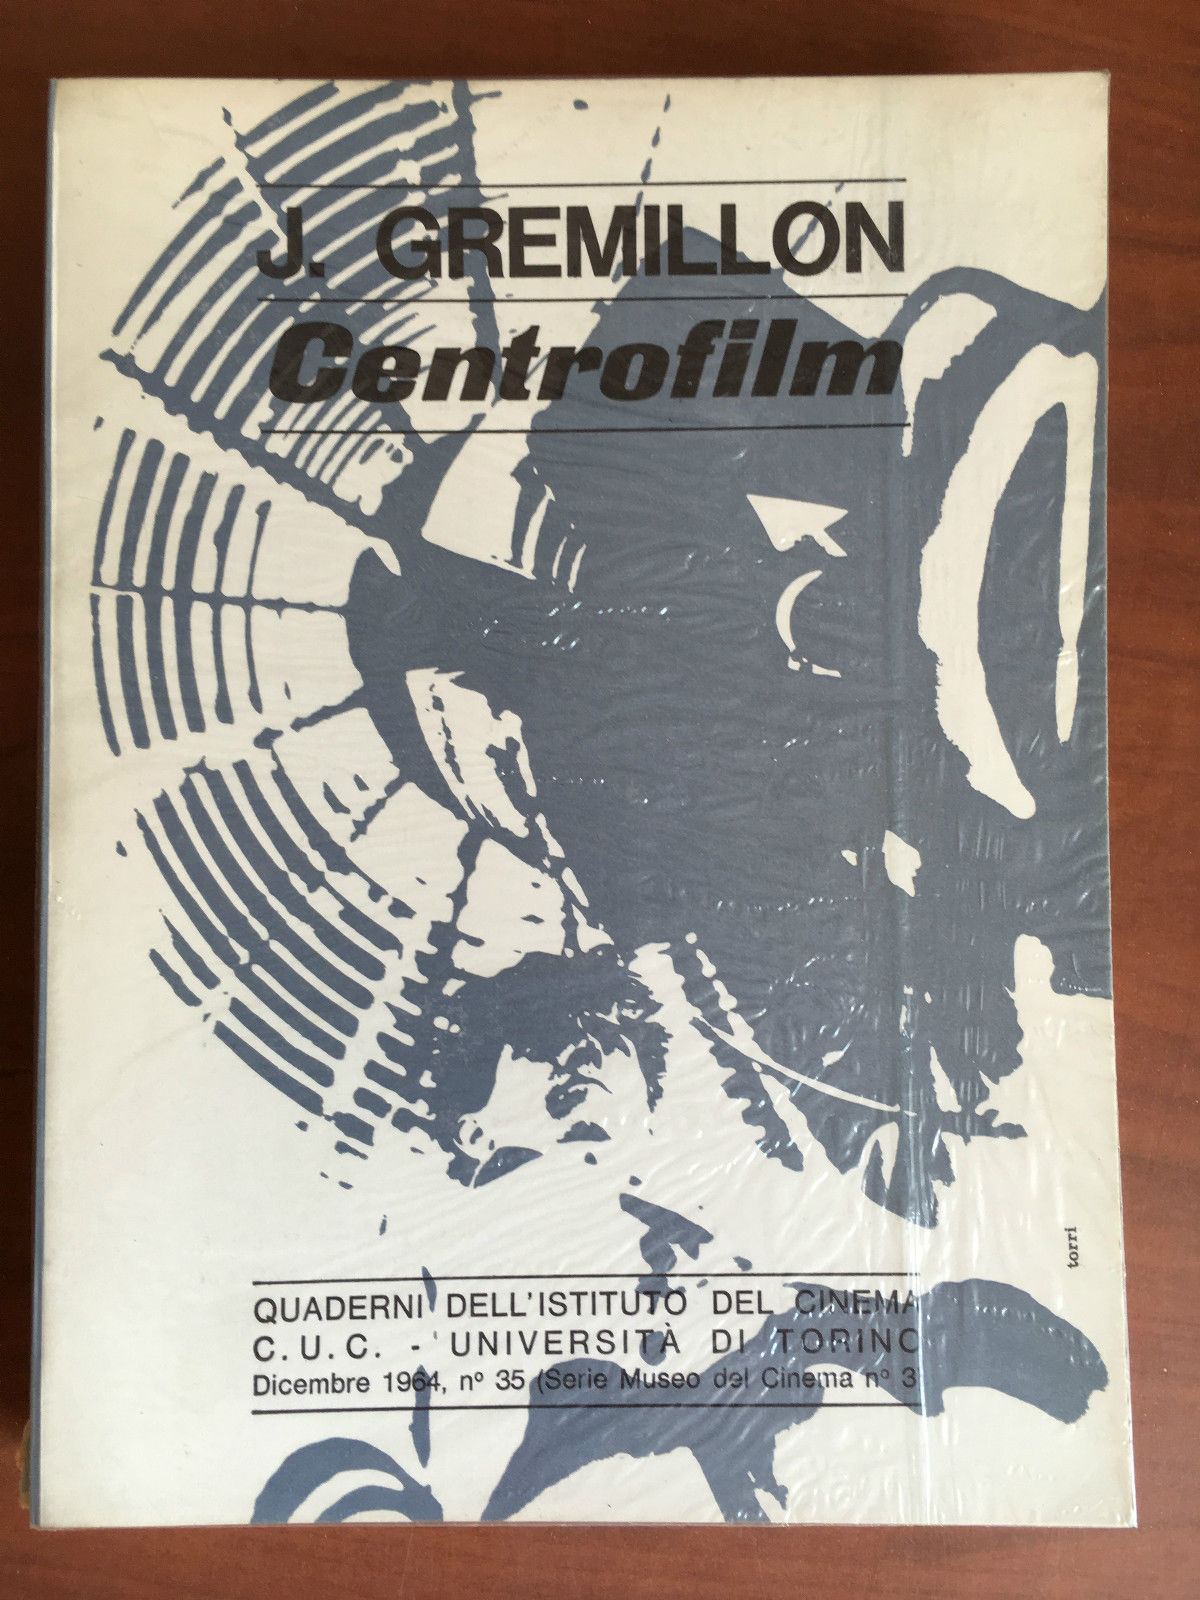 J. GREMILLON
Centrofilm
torri
QUADERNI DELL'ISTITUTO DEL CINEMA
C.U.C. - UNIVERSITÀ DI TORINO
Dicembre 1964, nº 35 (Serie Museo del Cinema nº 3